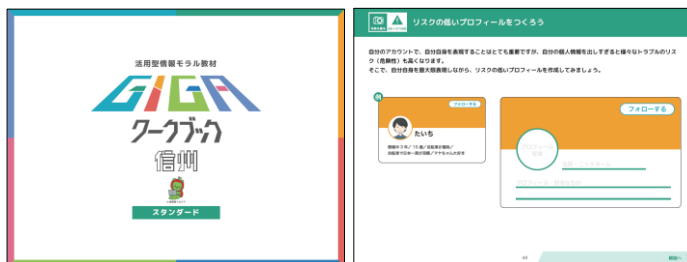 活用型情報モラル教材
GIGA
ワークブック
信州
スタンダード
リスクの低いプロフィールをつくろう
自分のアカウントで、自分自身を表現することはとても重要ですが、自分の個人情報を出しすぎると様々なトラブルのリス
ク（危険性）も高くなります。
そこで、自分自身を最大限表現しながら、リスクの低いプロフィールを作成してみましょう。
例
フォローする
たいち
フォローする
プロフィール